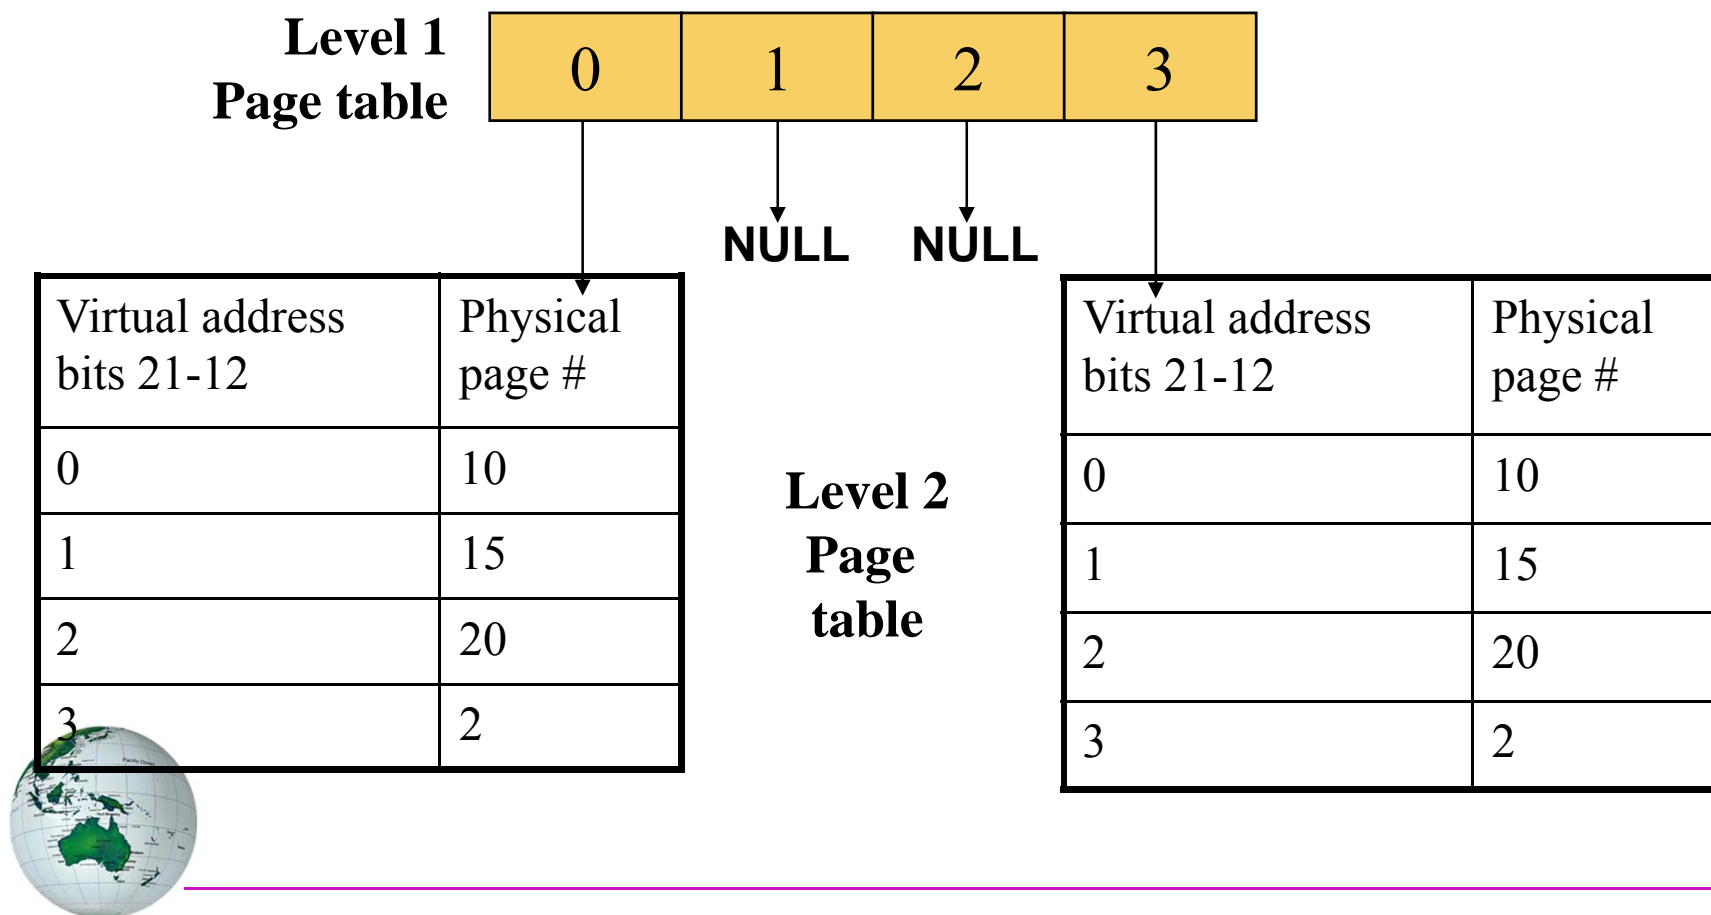 Level 1
Page table
0 1 2 3
NULL NULL
Virtual address
bits 21-12
Physical
page #
0 10
1 15
2 20
3 2
Level 2
Page
table
Virtual address
bits 21-12
Physical
page #
0 10
1 15
2 20
3 2
Pacific Ocean